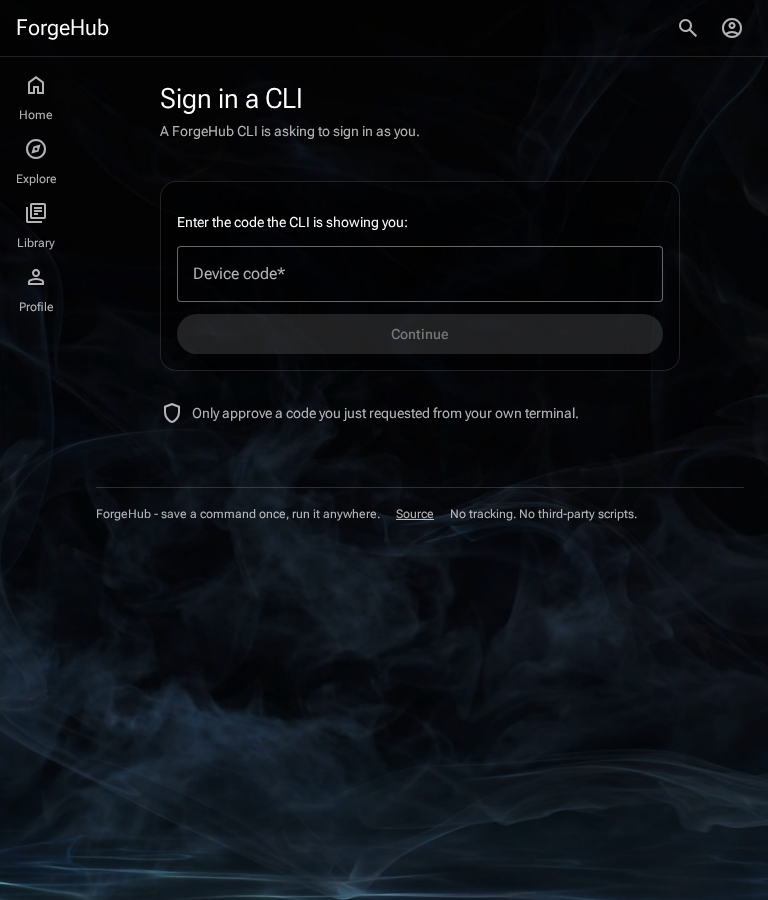 ForgeHub
Home
Explore
Library
Profile
Sign in a CLI
A ForgeHub CLI is asking to sign in as you.
Enter the code the CLI is showing you:
Device code*
Continue
Only approve a code you just requested from your own terminal.
ForgeHub - save a command once, run it anywhere. Source No tracking. No third-party scripts.